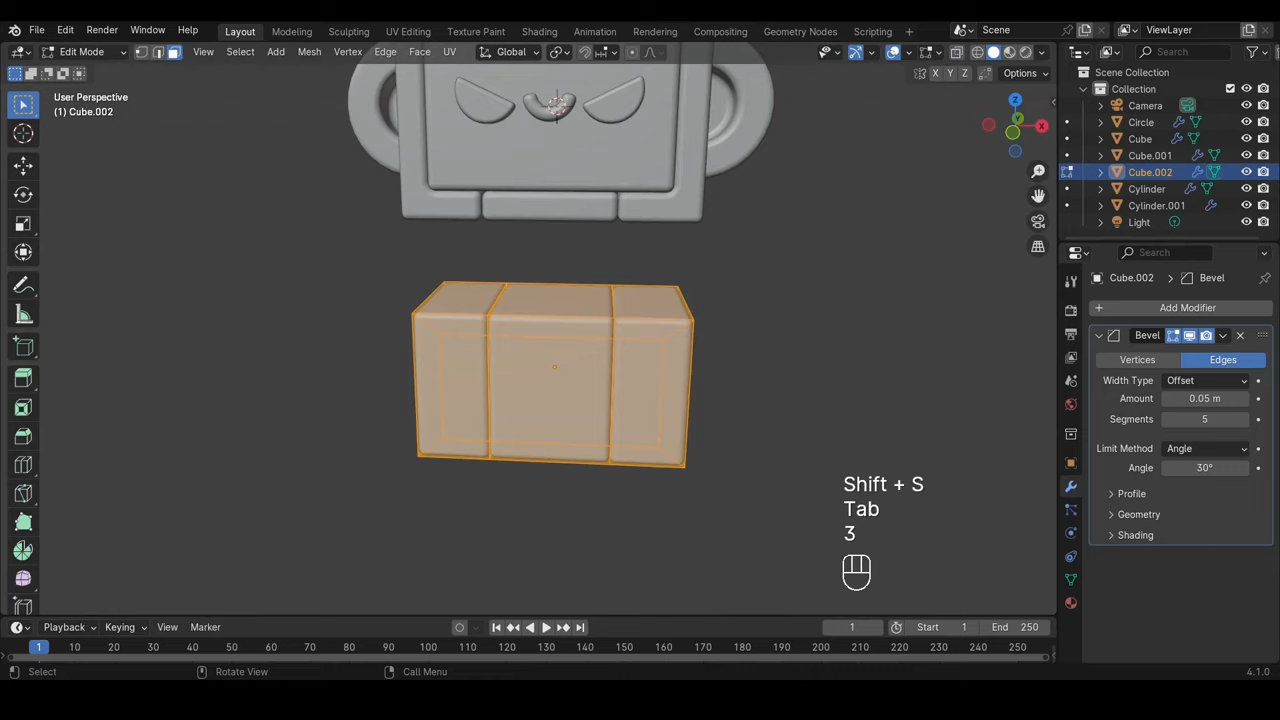 File Edit Render Window Help Layout Modeling Sculpting UV Editing Texture Paint Shading Animation Rendering Compositing Geometry Nodes Scripting + Scene ViewLayer
Edit Mode View Select Add Mesh Vertex Edge Face UV Global Search
X Y Z Options
Scene Collection
Collection
Camera
Circle
Cube
Cube.001
Cube.002
Cylinder
Cylinder.001
Light
User Perspective
(1) Cube.002
Z
Y
X
Search
Cube.002 > Bevel
+ Add Modifier
Bevel
Vertices Edges
Width Type Offset
Amount 0.05 m
Segments 5
Limit Method Angle
Angle 30°
Profile
Geometry
Shading
Shift + S
Tab
3
Playback Keying View Marker 1 Start 1 End 250
1 10 20 30 40 50 60 70 80 90 100 110 120 130 140 150 160 170 180 190 200 210 220 230 240 250
Select Rotate View Call Menu 4.1.0